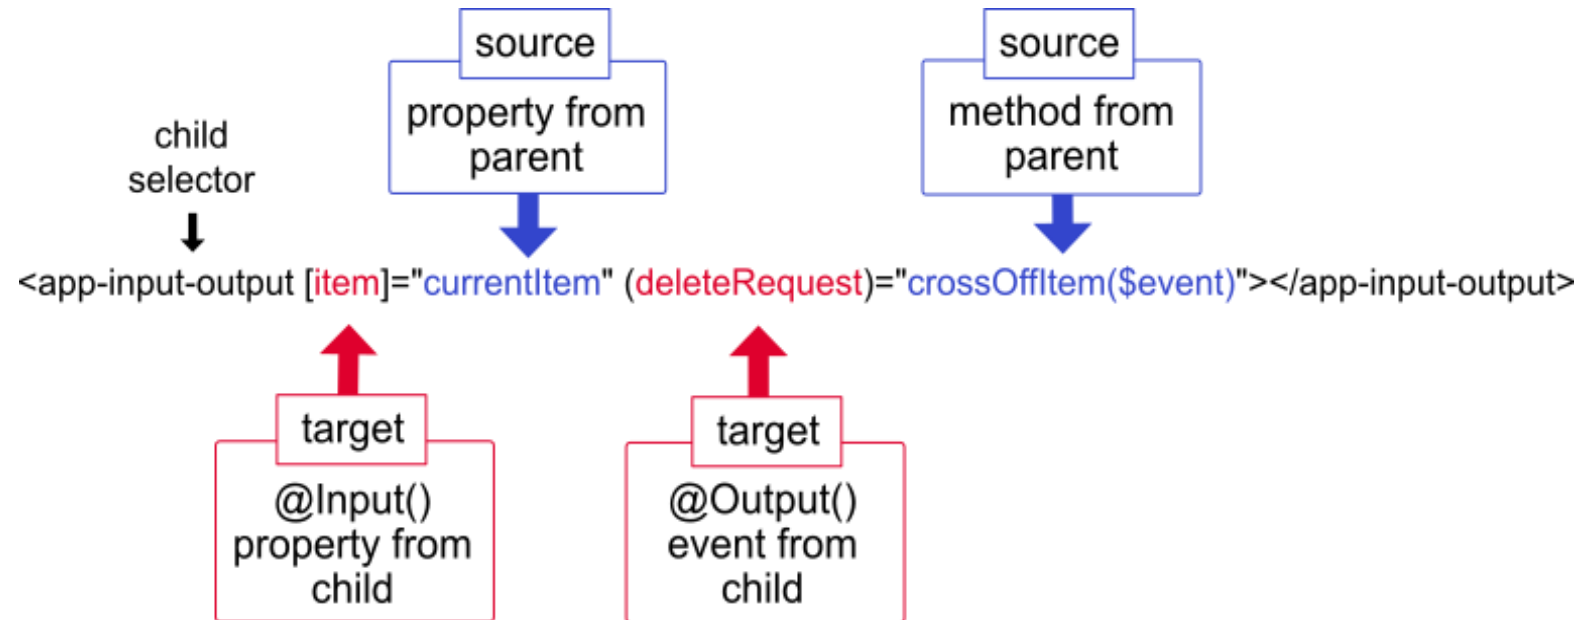 child
selector
source
property from
parent
source
method from
parent
<app-input-output [item]="currentItem" (deleteRequest)="crossOffItem($event)"></app-input-output>
target
@Input()
property from
child
target
@Output()
event from
child